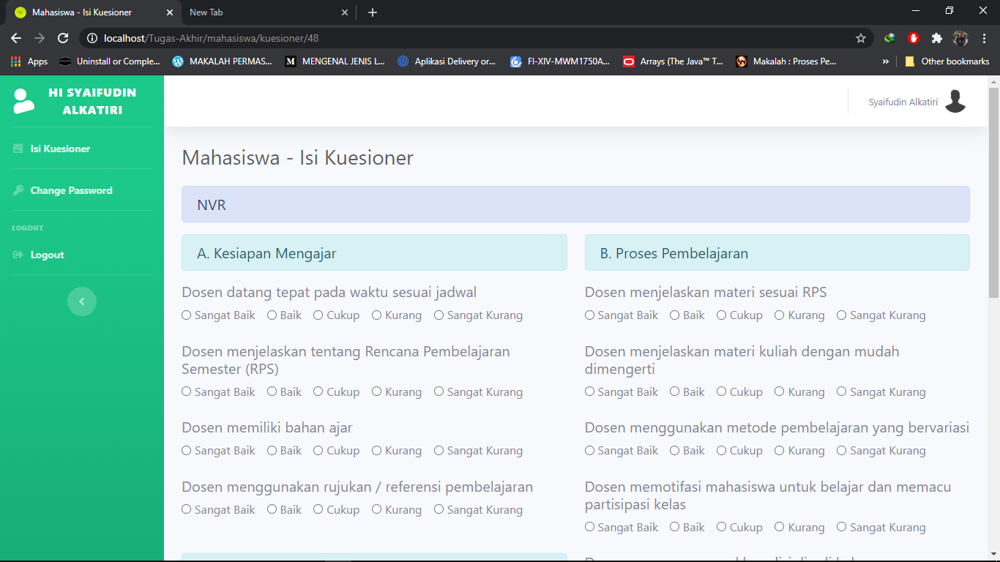 Mahasiswa - Isi Kuesioner
New Tab
localhost/Tugas-Akhir/mahasiswa/kuesioner/48
Apps
Uninstall or Comple...
MAKALAH PERMAS...
MENGENAL JENIS L...
Aplikasi Delivery or...
FI-XIV-MWM1750A...
Arrays (The Java™ T...
Makalah : Proses Pe...
»
Other bookmarks
HI SYAIFUDIN
ALKATIRI
Isi Kuesioner
Change Password
LOGOUT
Logout
Syaifudin Alkatiri
Mahasiswa - Isi Kuesioner
NVR
A. Kesiapan Mengajar
Dosen datang tepat pada waktu sesuai jadwal
Sangat Baik Baik Cukup Kurang Sangat Kurang
Dosen menjelaskan tentang Rencana Pembelajaran
Semester (RPS)
Sangat Baik Baik Cukup Kurang Sangat Kurang
Dosen memiliki bahan ajar
Sangat Baik Baik Cukup Kurang Sangat Kurang
Dosen menggunakan rujukan / referensi pembelajaran
Sangat Baik Baik Cukup Kurang Sangat Kurang
B. Proses Pembelajaran
Dosen menjelaskan materi sesuai RPS
Sangat Baik Baik Cukup Kurang Sangat Kurang
Dosen menjelaskan materi kuliah dengan mudah
dimengerti
Sangat Baik Baik Cukup Kurang Sangat Kurang
Dosen menggunakan metode pembelajaran yang bervariasi
Sangat Baik Baik Cukup Kurang Sangat Kurang
Dosen memotifasi mahasiswa untuk belajar dan memacu
partisipasi kelas
Sangat Baik Baik Cukup Kurang Sangat Kurang